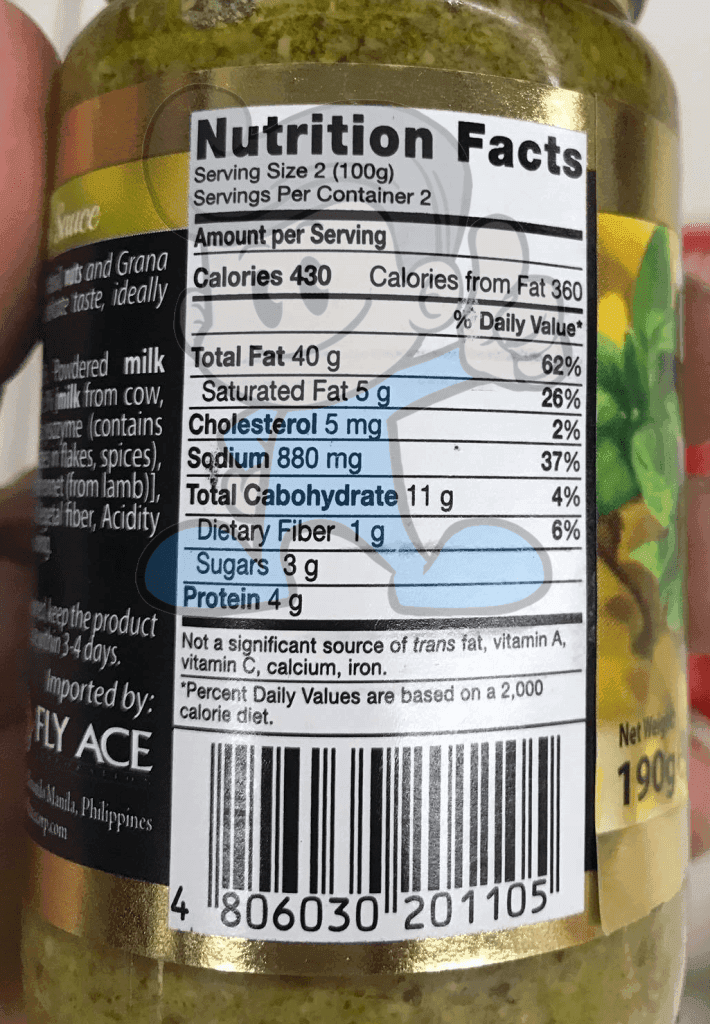 Sauce
nuts and Grana
taste, ideally
Powdered milk
milk from cow,
(contains
flakes, spices),
(from lamb)],
fiber, Acidity
keep the product
3-4 days.
Imported by:
FLY ACE
Manila, Philippines
Nutrition Facts
Serving Size 2 (100g)
Servings Per Container 2
Amount per Serving
Calories 430 Calories from Fat 360
% Daily Value*
Total Fat 40 g 62%
Saturated Fat 5 g 26%
Cholesterol 5 mg 2%
Sodium 880 mg 37%
Total Cabohydrate 11 g 4%
Dietary Fiber 1 g 6%
Sugars 3 g
Protein 4 g
Not a significant source of trans fat, vitamin A,
vitamin C, calcium, iron.
*Percent Daily Values are based on a 2,000
calorie diet.
4 806030 201105
Net Weight
190g